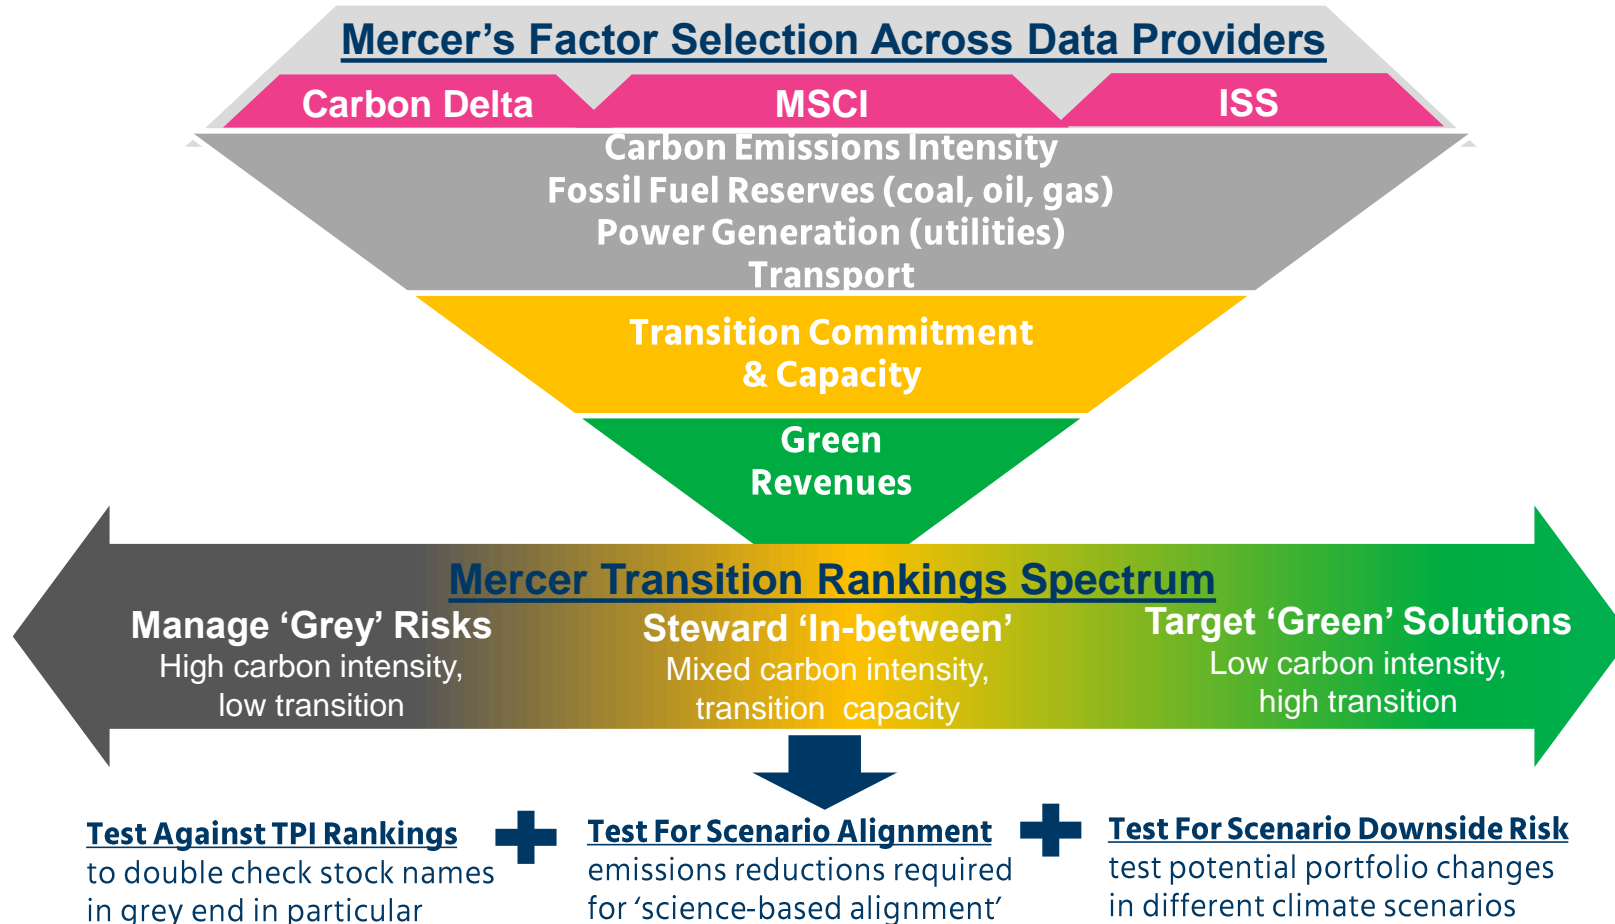 Mercer’s Factor Selection Across Data Providers
Carbon Delta
MSCI
ISS
Carbon Emissions Intensity
Fossil Fuel Reserves (coal, oil, gas)
Power Generation (utilities)
Transport
Transition Commitment
& Capacity
Green
Revenues
Mercer Transition Rankings Spectrum
Manage ‘Grey’ Risks
High carbon intensity,
low transition
Steward ‘In-between’
Mixed carbon intensity,
transition capacity
Target ‘Green’ Solutions
Low carbon intensity,
high transition
Test Against TPI Rankings
to double check stock names
in grey end in particular
Test For Scenario Alignment
emissions reductions required
for ‘science-based alignment’
Test For Scenario Downside Risk
test potential portfolio changes
in different climate scenarios